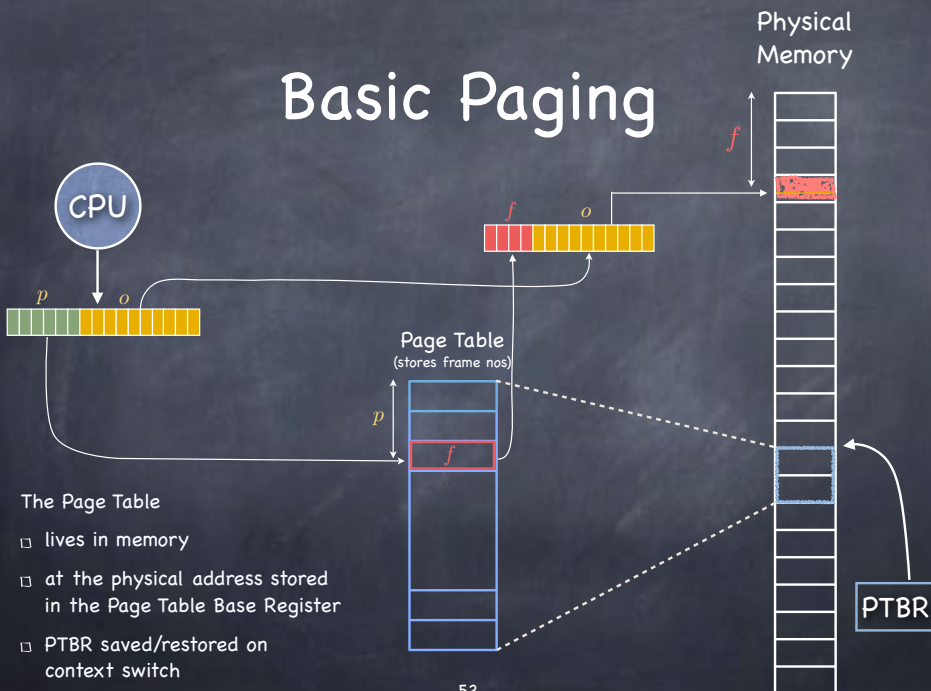 Physical
Memory
Basic Paging
f
CPU
f o
p o
Page Table
(stores frame nos)
p
f
The Page Table
lives in memory
at the physical address stored
in the Page Table Base Register
PTBR
PTBR saved/restored on
context switch